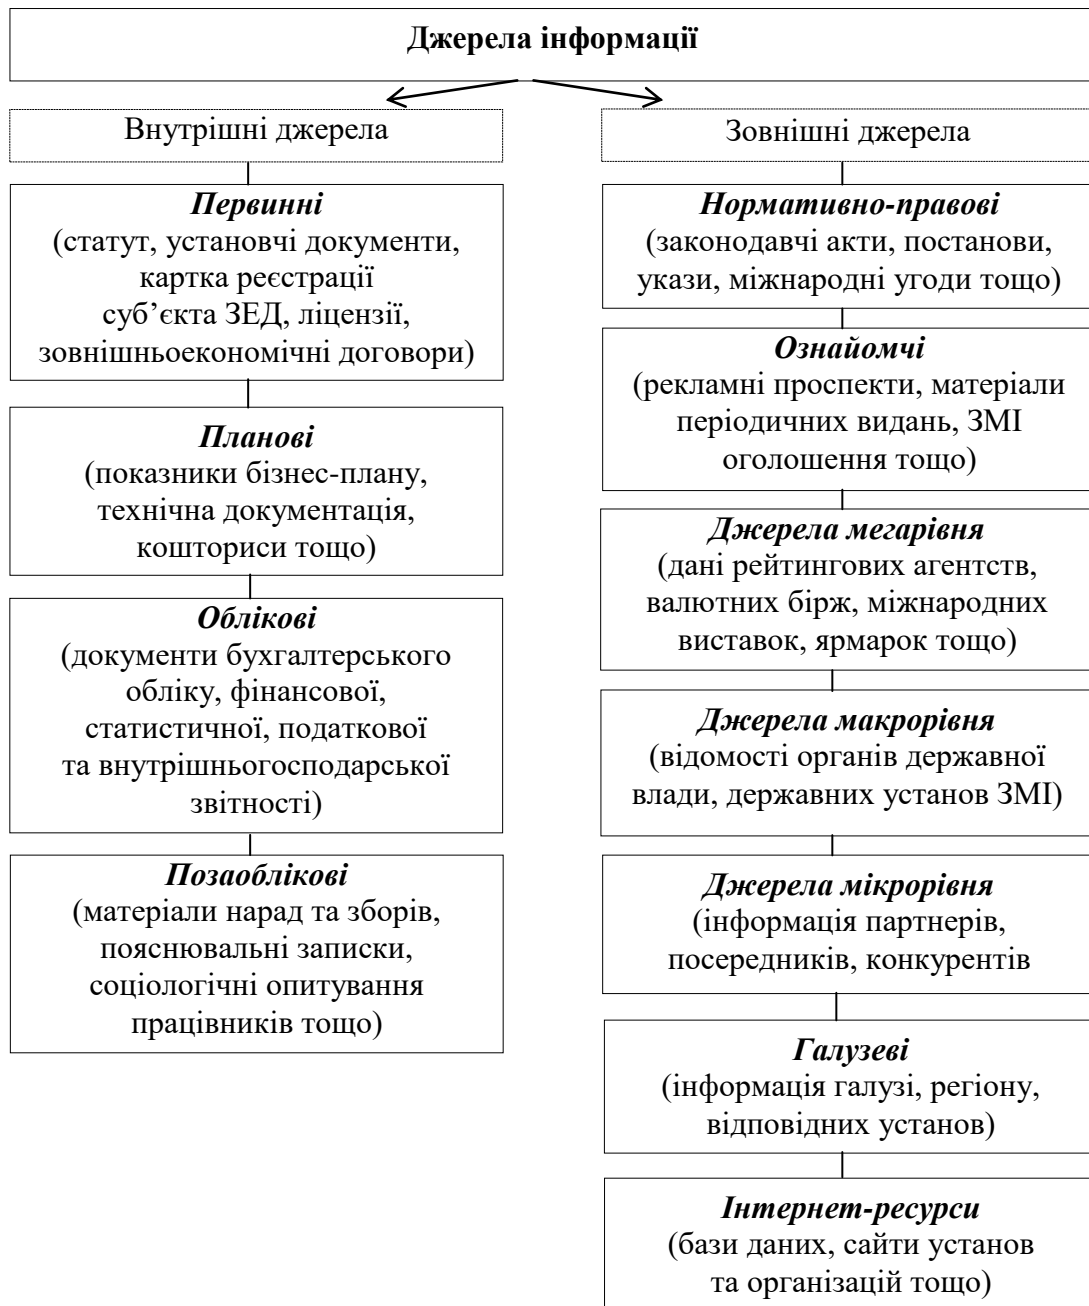 Джерела інформації
Внутрішні джерела
Первинні
(статут, установчі документи,
картка реєстрації
суб’єкта ЗЕД, ліцензії,
зовнішньоекономічні договори)
Планові
(показники бізнес-плану,
технічна документація,
кошториси тощо)
Облікові
(документи бухгалтерського
обліку, фінансової,
статистичної, податкової
та внутрішньогосподарської
звітності)
Позаоблікові
(матеріали нарад та зборів,
пояснювальні записки,
соціологічні опитування
працівників тощо)
Зовнішні джерела
Нормативно-правові
(законодавчі акти, постанови,
укази, міжнародні угоди тощо)
Ознайомчі
(рекламні проспекти, матеріали
періодичних видань, ЗМІ
оголошення тощо)
Джерела мегарівня
(дані рейтингових агентств,
валютних бірж, міжнародних
виставок, ярмарок тощо)
Джерела макрорівня
(відомості органів державної
влади, державних установ ЗМІ)
Джерела мікрорівня
(інформація партнерів,
посередників, конкурентів
Галузеві
(інформація галузі, регіону,
відповідних установ)
Інтернет-ресурси
(бази даних, сайти установ
та організацій тощо)